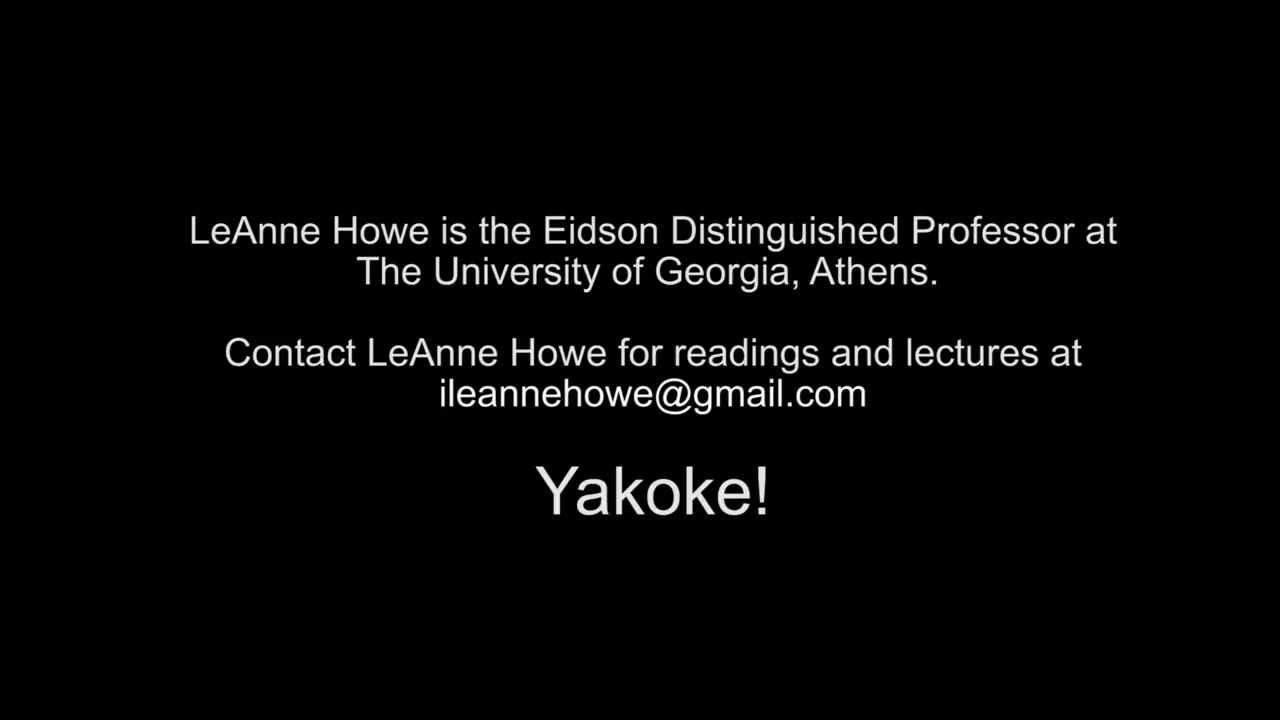 LeAnne Howe is the Eidson Distinguished Professor at
The University of Georgia, Athens.
Contact LeAnne Howe for readings and lectures at
ileannehowe@gmail.com
Yakoke!